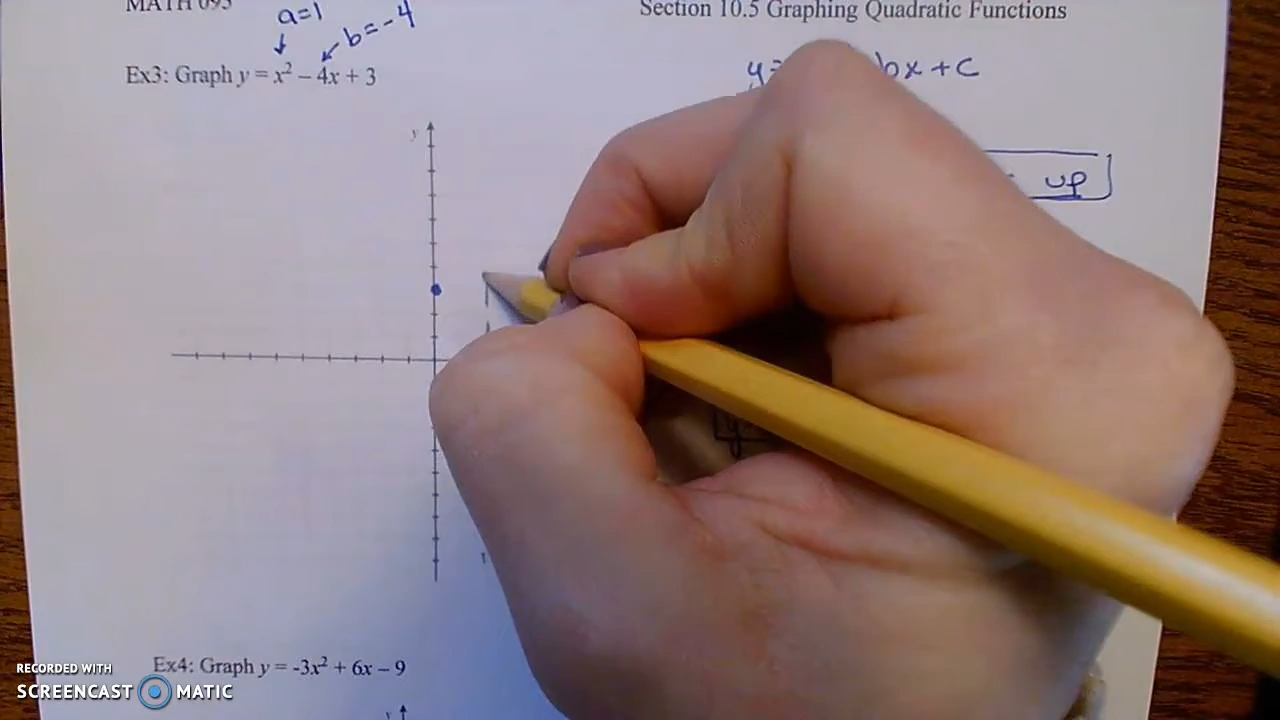 MATH 093
Section 10.5 Graphing Quadratic Functions
a=1
b=-4
Ex3: Graph y = x² – 4x + 3
y= bx + c
up
y
Ex4: Graph y = -3x² + 6x – 9
y
RECORDED WITH
SCREENCAST MATIC